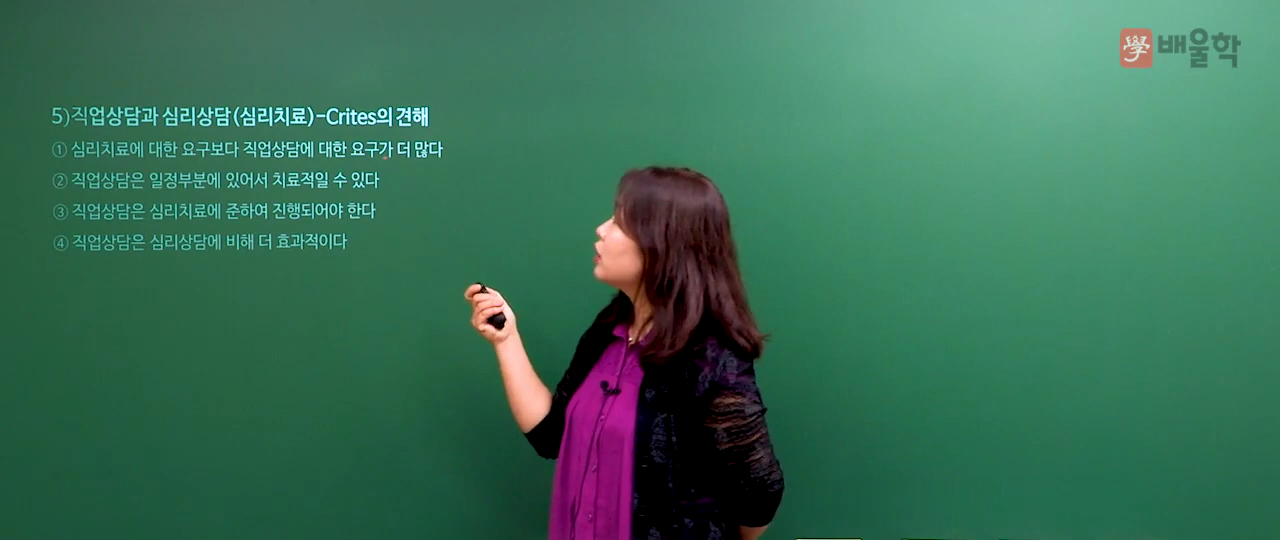 學 배울학
5)직업상담과 심리상담(심리치료)-Crites의 견해
① 심리치료에 대한 요구보다 직업상담에 대한 요구가 더 많다
② 직업상담은 일정부분에 있어서 치료적일 수 있다
③ 직업상담은 심리치료에 준하여 진행되어야 한다
④ 직업상담은 심리상담에 비해 더 효과적이다